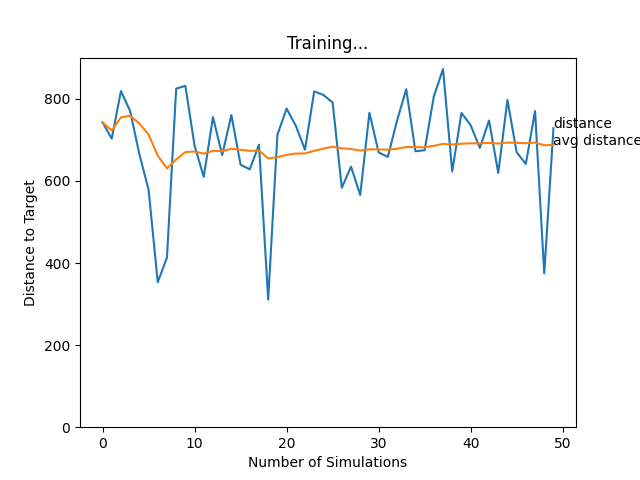 Training...
Distance to Target
800
600
400
200
0
distance
avg distance
0 10 20 30 40 50
Number of Simulations